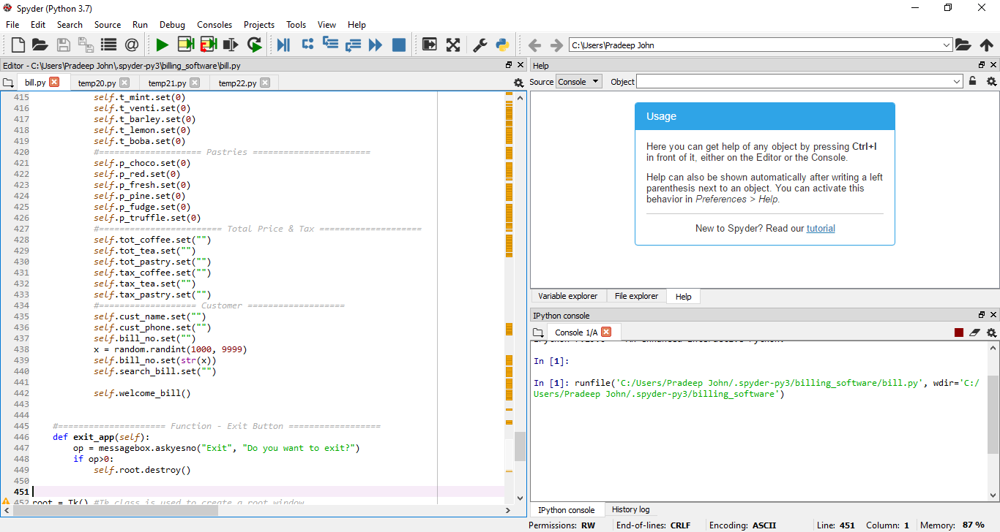 Spyder (Python 3.7)
File Edit Search Source Run Debug Consoles Projects Tools View Help
C:\Users\Pradeep John
Editor - C:\Users\Pradeep John\.spyder-py3\billing_software\bill.py
bill.py temp20.py temp21.py temp22.py
415 self.t_mint.set(0)
416 self.t_venti.set(0)
417 self.t_barley.set(0)
418 self.t_lemon.set(0)
419 self.t_boba.set(0)
420 #==================== Pastries =======================
421 self.p_choco.set(0)
422 self.p_red.set(0)
423 self.p_fresh.set(0)
424 self.p_pine.set(0)
425 self.p_fudge.set(0)
426 self.p_truffle.set(0)
427 #======================== Total Price & Tax ====================
428 self.tot_coffee.set("")
429 self.tot_tea.set("")
430 self.tot_pastry.set("")
431 self.tax_coffee.set("")
432 self.tax_tea.set("")
433 self.tax_pastry.set("")
434 #=================== Customer ===================
435 self.cust_name.set("")
436 self.cust_phone.set("")
437 self.bill_no.set("")
438 x = random.randint(1000, 9999)
439 self.bill_no.set(str(x))
440 self.search_bill.set("")
441
442 self.welcome_bill()
443
444
445 #===================== Function - Exit Button ==================
446 def exit_app(self):
447 op = messagebox.askyesno("Exit", "Do you want to exit?")
448 if op>0:
449 self.root.destroy()
450
451
452 root = Tk() #Tk class is used to create a root window
Help
Source Console Object
Usage
Here you can get help of any object by pressing Ctrl+I
in front of it, either on the Editor or the Console.
Help can also be shown automatically after writing a left
parenthesis next to an object. You can activate this
behavior in Preferences > Help.
New to Spyder? Read our tutorial
Variable explorer File explorer Help
IPython console
Console 1/A
In [1]:
In [1]: runfile('C:/Users/Pradeep John/.spyder-py3/billing_software/bill.py', wdir='C:/
Users/Pradeep John/.spyder-py3/billing_software')
IPython console History log
Permissions: RW End-of-lines: CRLF Encoding: ASCII Line: 451 Column: 1 Memory: 87 %